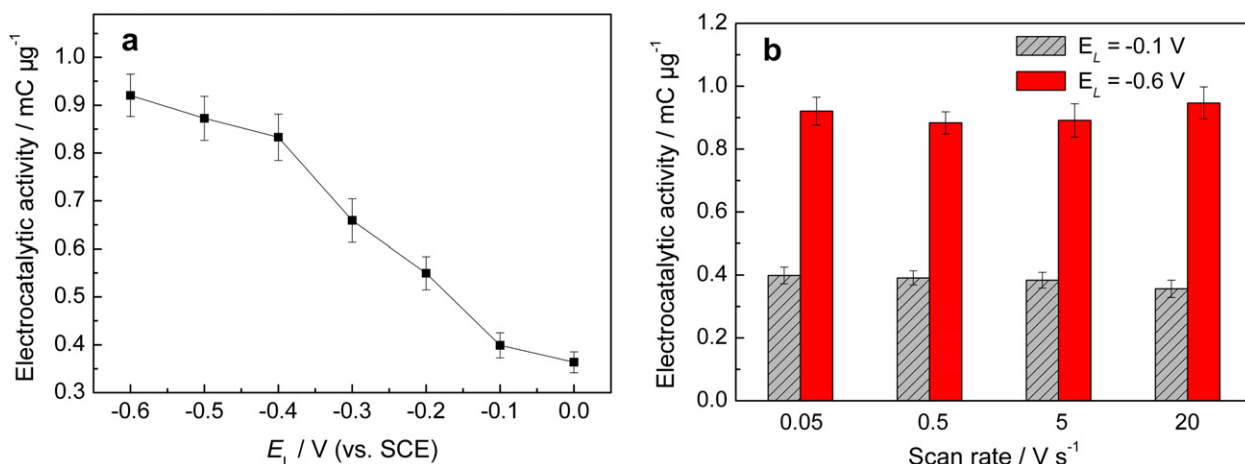 a
1.0
0.9
0.8
0.7
0.6
0.5
0.4
0.3
Electrocatalytic activity / mC µg⁻¹
-0.6 -0.5 -0.4 -0.3 -0.2 -0.1 0.0
E_L / V (vs. SCE)
b
E_L = -0.1 V
E_L = -0.6 V
1.2
1.0
0.8
0.6
0.4
0.2
0.0
Electrocatalytic activity / mC µg⁻¹
0.05 0.5 5 20
Scan rate / V s⁻¹